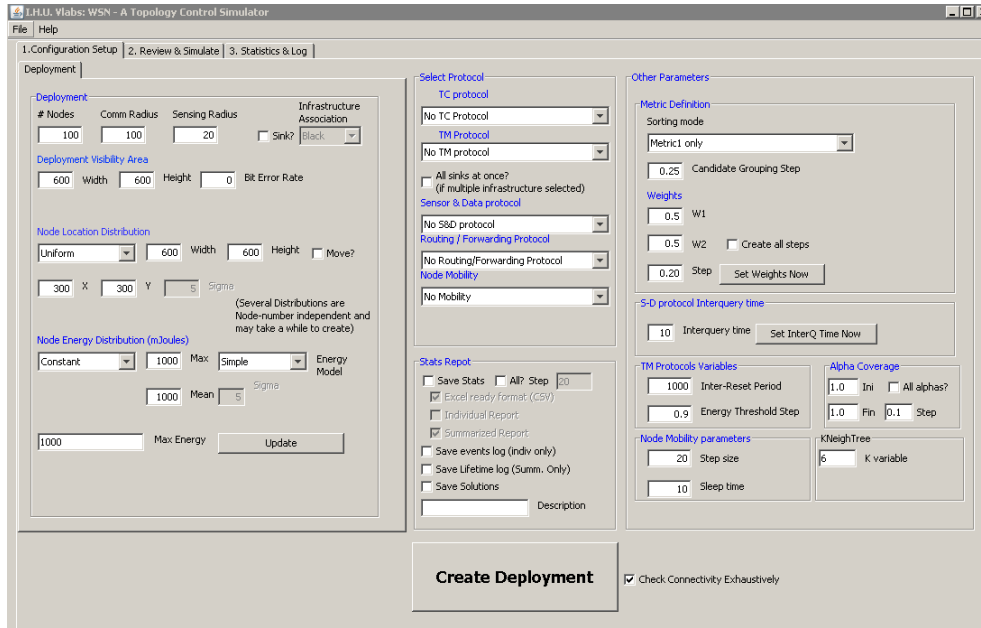 I.H.U. Vlabs: WSN - A Topology Control Simulator
File Help
1.Configuration Setup 2. Review & Simulate 3. Statistics & Log
Deployment
Deployment
# Nodes Comm Radius Sensing Radius Infrastructure
Association
100 100 20 Sink? Black
Deployment Visibility Area
600 Width 600 Height 0 Bit Error Rate
Node Location Distribution
Uniform 600 Width 600 Height Move?
300 X 300 Y 5 Sigma
(Several Distributions are
Node-number independent and
may take a while to create)
Node Energy Distribution (mJoules)
Constant 1000 Max Simple Energy
Model
1000 Mean 5 Sigma
1000 Max Energy Update
Select Protocol
TC protocol
No TC Protocol
TM Protocol
No TM protocol
All sinks at once?
(if multiple infrastructure selected)
Sensor & Data protocol
No S&D protocol
Routing / Forwarding Protocol
No Routing/Forwarding Protocol
Node Mobility
No Mobility
Stats Repot
Save Stats All? Step 20
Excel ready format (CSV)
Individual Report
Summarized Report
Save events log (indiv only)
Save Lifetime log (Summ. Only)
Save Solutions
Description
Other Parameters
Metric Definition
Sorting mode
Metric1 only
0.25 Candidate Grouping Step
Weights
0.5 W1
0.5 W2 Create all steps
0.20 Step Set Weights Now
S-D protocol Interquery time
10 Interquery time Set InterQ Time Now
TM Protocols Variables
1000 Inter-Reset Period
0.9 Energy Threshold Step
Alpha Coverage
1.0 Ini All alphas?
1.0 Fin 0.1 Step
Node Mobility parameters
20 Step size
10 Sleep time
KNeighTree
6 K variable
Create Deployment Check Connectivity Exhaustively